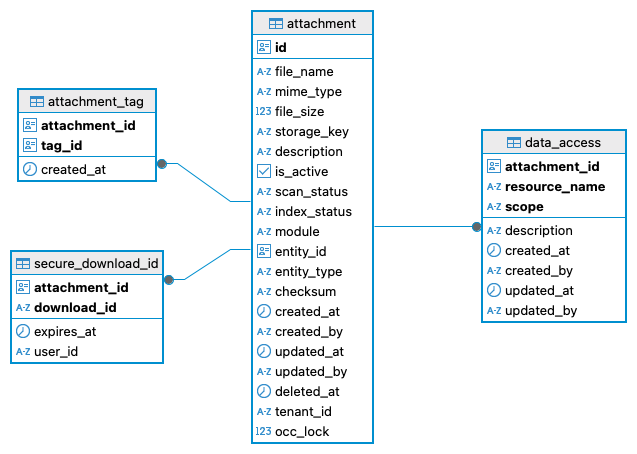 attachment
id
A-Z file_name
A-Z mime_type
123 file_size
A-Z storage_key
A-Z description
is_active
A-Z scan_status
A-Z index_status
A-Z module
entity_id
A-Z entity_type
A-Z checksum
created_at
A-Z created_by
updated_at
A-Z updated_by
deleted_at
A-Z tenant_id
123 occ_lock
attachment_tag
attachment_id
tag_id
created_at
secure_download_id
attachment_id
A-Z download_id
expires_at
A-Z user_id
data_access
attachment_id
A-Z resource_name
A-Z scope
A-Z description
created_at
A-Z created_by
updated_at
A-Z updated_by